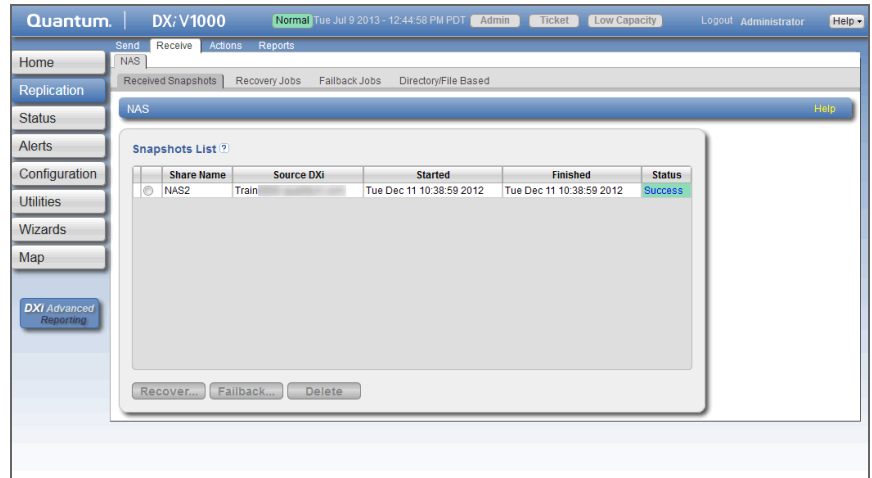 Quantum. DXi V1000 Normal Tue Jul 9 2013 - 12:44:58 PM PDT Admin Ticket Low Capacity Logout Administrator Help
Send Receive Actions Reports
Home
NAS
Received Snapshots Recovery Jobs Failback Jobs Directory/File Based
Replication
NAS Help
Status
Alerts
Snapshots List ?
Configuration
Share Name Source DXi Started Finished Status
NAS2 Train Tue Dec 11 10:38:59 2012 Tue Dec 11 10:38:59 2012 Success
Utilities
Wizards
Map
DXi Advanced
Reporting
Recover... Failback... Delete